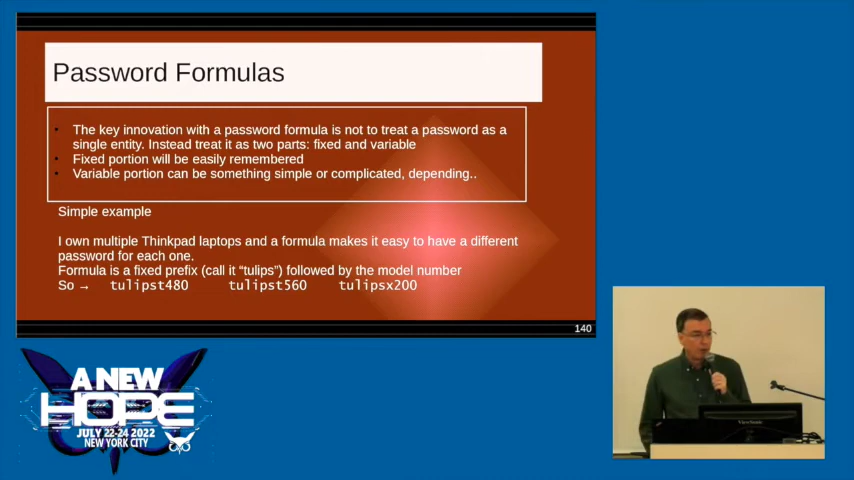 Password Formulas
• The key innovation with a password formula is not to treat a password as a
single entity. Instead treat it as two parts: fixed and variable
• Fixed portion will be easily remembered
• Variable portion can be something simple or complicated, depending..
Simple example
I own multiple Thinkpad laptops and a formula makes it easy to have a different
password for each one.
Formula is a fixed prefix (call it “tulips”) followed by the model number
So → tulipst480 tulipst560 tulipsx200
140
A NEW
HOPE
JULY 22-24 2022
NEW YORK CITY
ViewSonic